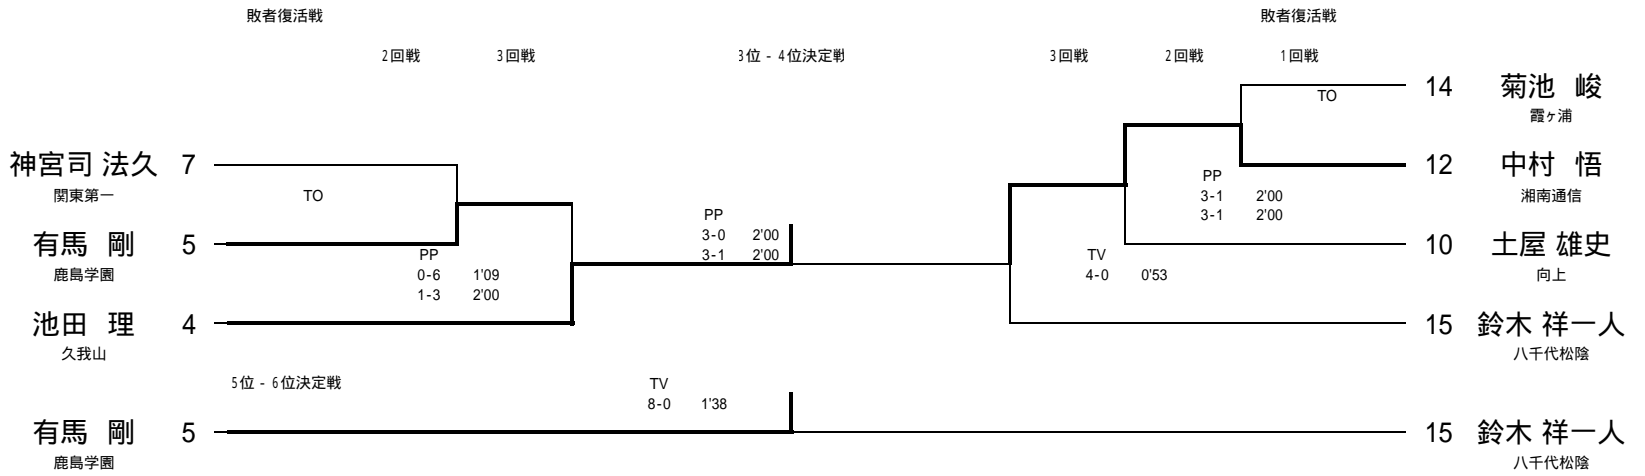 敗者復活戦 敗者復活戦
2回戦 3回戦 3位 - 4位決定戦 3回戦 2回戦 1回戦
14 菊池 峻
TO
霞ヶ浦
神宮司 法久 7 12 中村 悟
PP
関東第一 TO 3-1 2'00 湘南通信
PP 3-1 2'00
有馬 剛 5 3-0 2'00 10 土屋 雄史
PP 3-1 2'00 TV
鹿島学園 0-6 1'09 4-0 0'53 向上
1-3 2'00
池田 理 4 15 鈴木 祥一人
久我山 八千代松陰
5位 - 6位決定戦 TV
8-0 1'38
有馬 剛 5 15 鈴木 祥一人
鹿島学園 八千代松陰